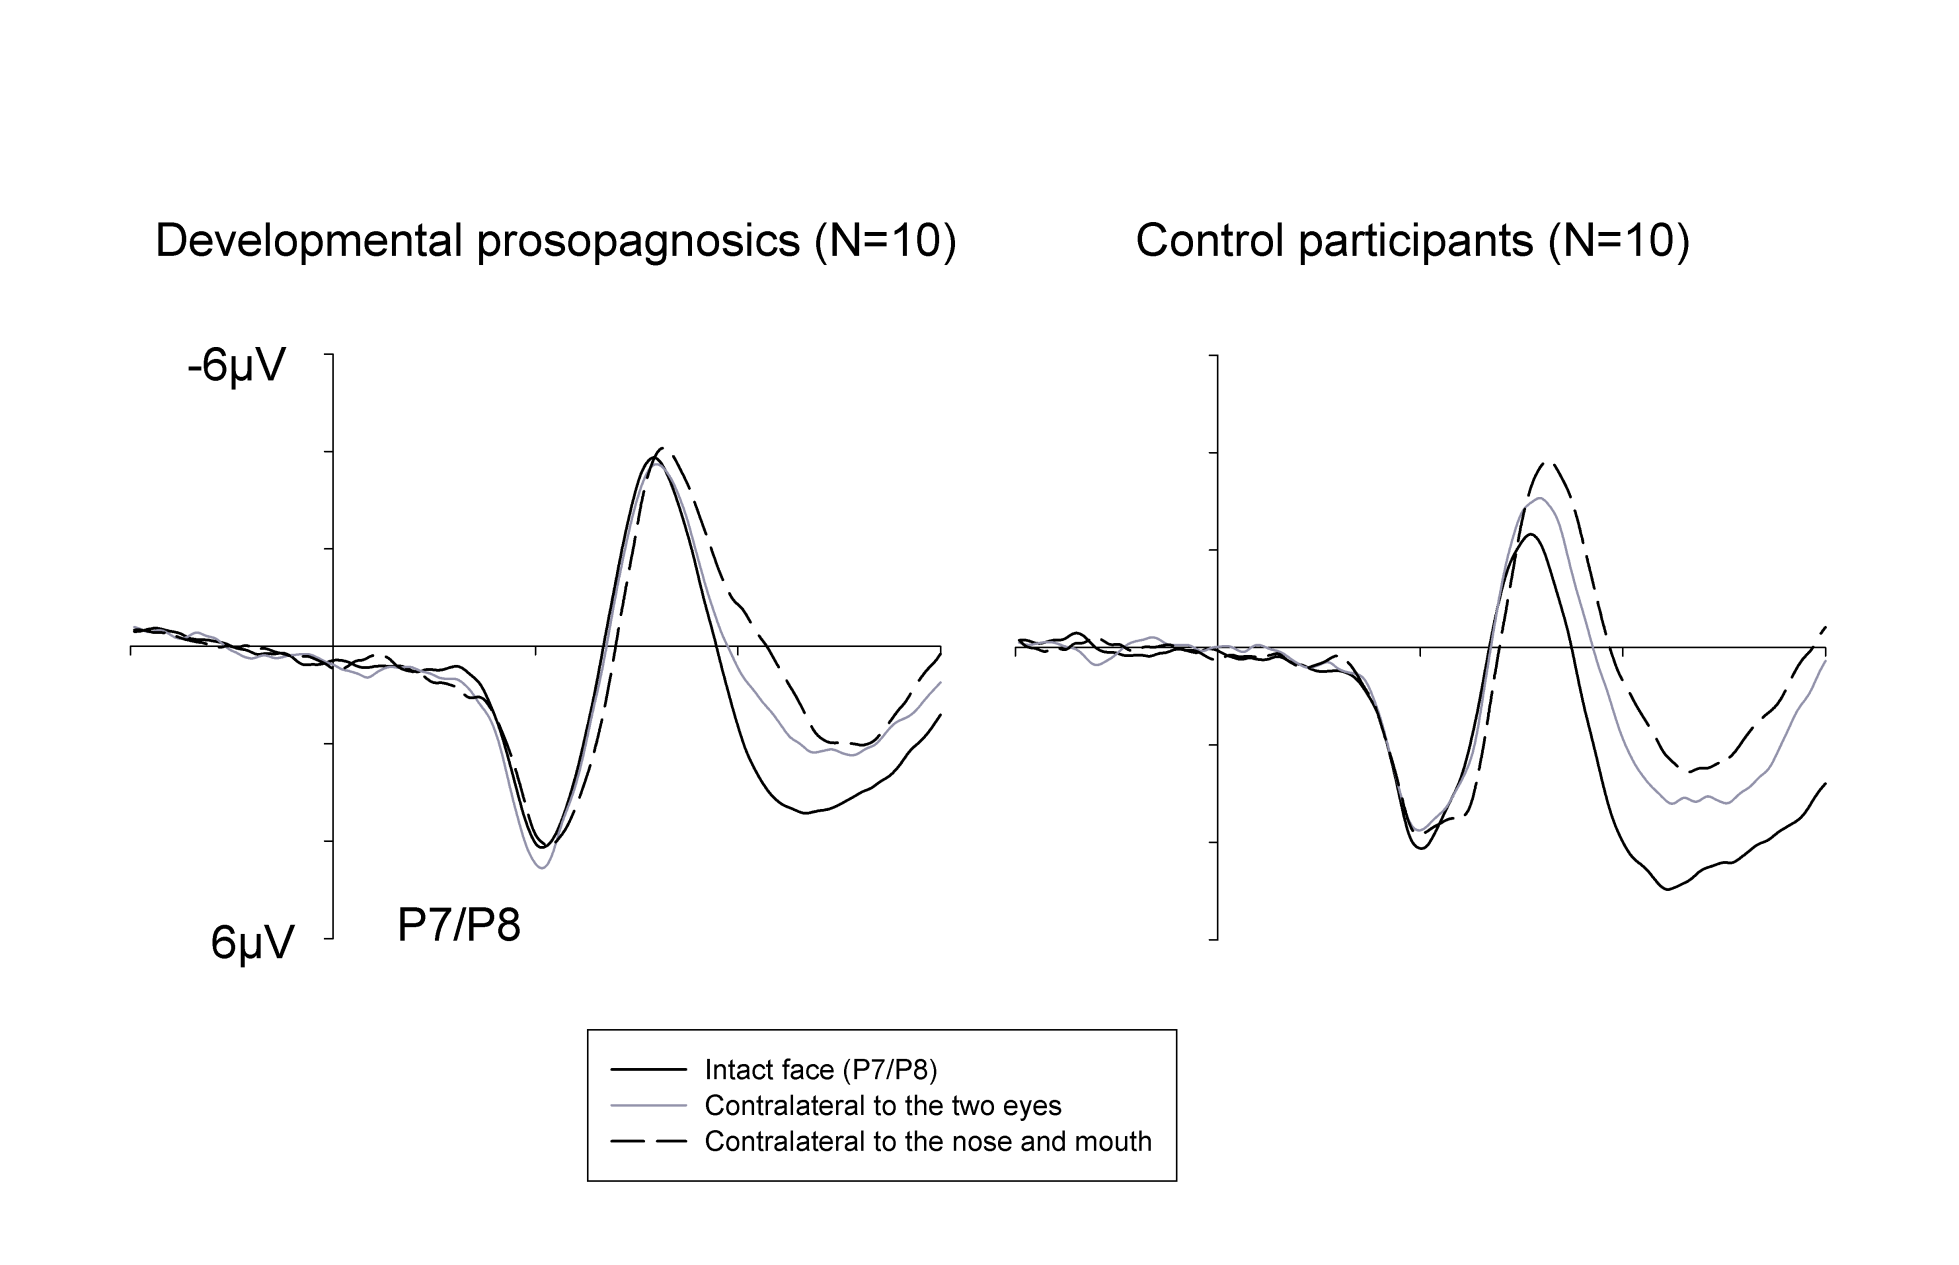 Developmental prosopagnosics (N=10)
Control participants (N=10)
-6µV
6µV
P7/P8
Intact face (P7/P8)
Contralateral to the two eyes
Contralateral to the nose and mouth